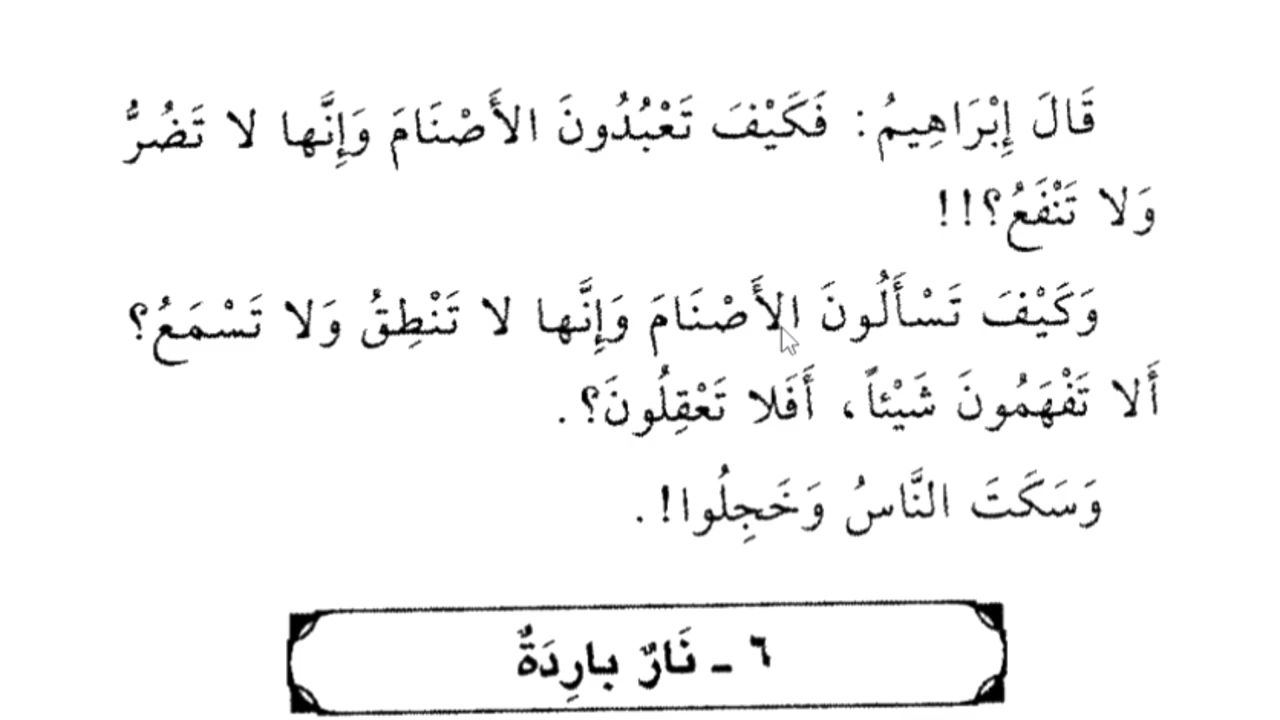 قَالَ إِبْرَاهِيمُ: فَكَيْفَ تَعْبُدُونَ الأَصْنَامَ وَإِنَّها لا تَضُرُّ
وَلا تَنْفَعُ؟!!
وَكَيْفَ تَسْأَلُونَ الأَصْنَامَ وَإِنَّها لا تَنْطِقُ وَلا تَسْمَعُ؟
أَلا تَفْهَمُونَ شَيْئاً، أَفَلا تَعْقِلُونَ؟.
وَسَكَتَ النَّاسُ وَخَجِلُوا!.
٦ ـ نَارٌ بارِدَةٌ